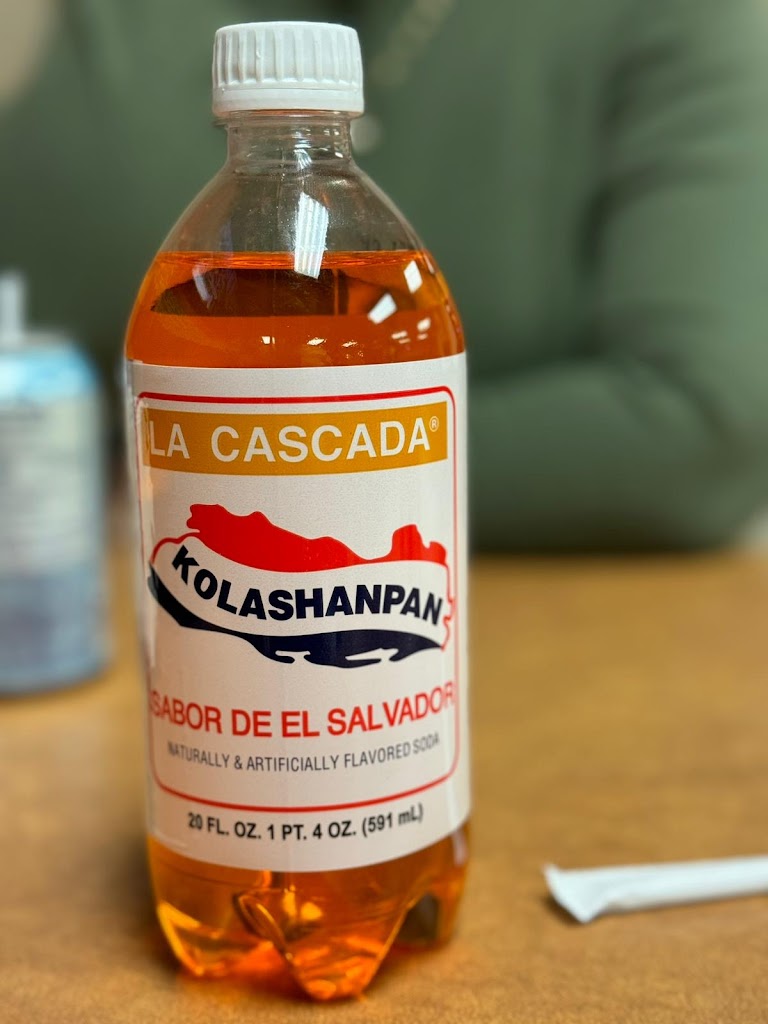 LA CASCADA®
KOLASHANPAN
SABOR DE EL SALVADOR
NATURALLY & ARTIFICIALLY FLAVORED SODA
20 FL. OZ. 1 PT. 4 OZ. (591 mL)